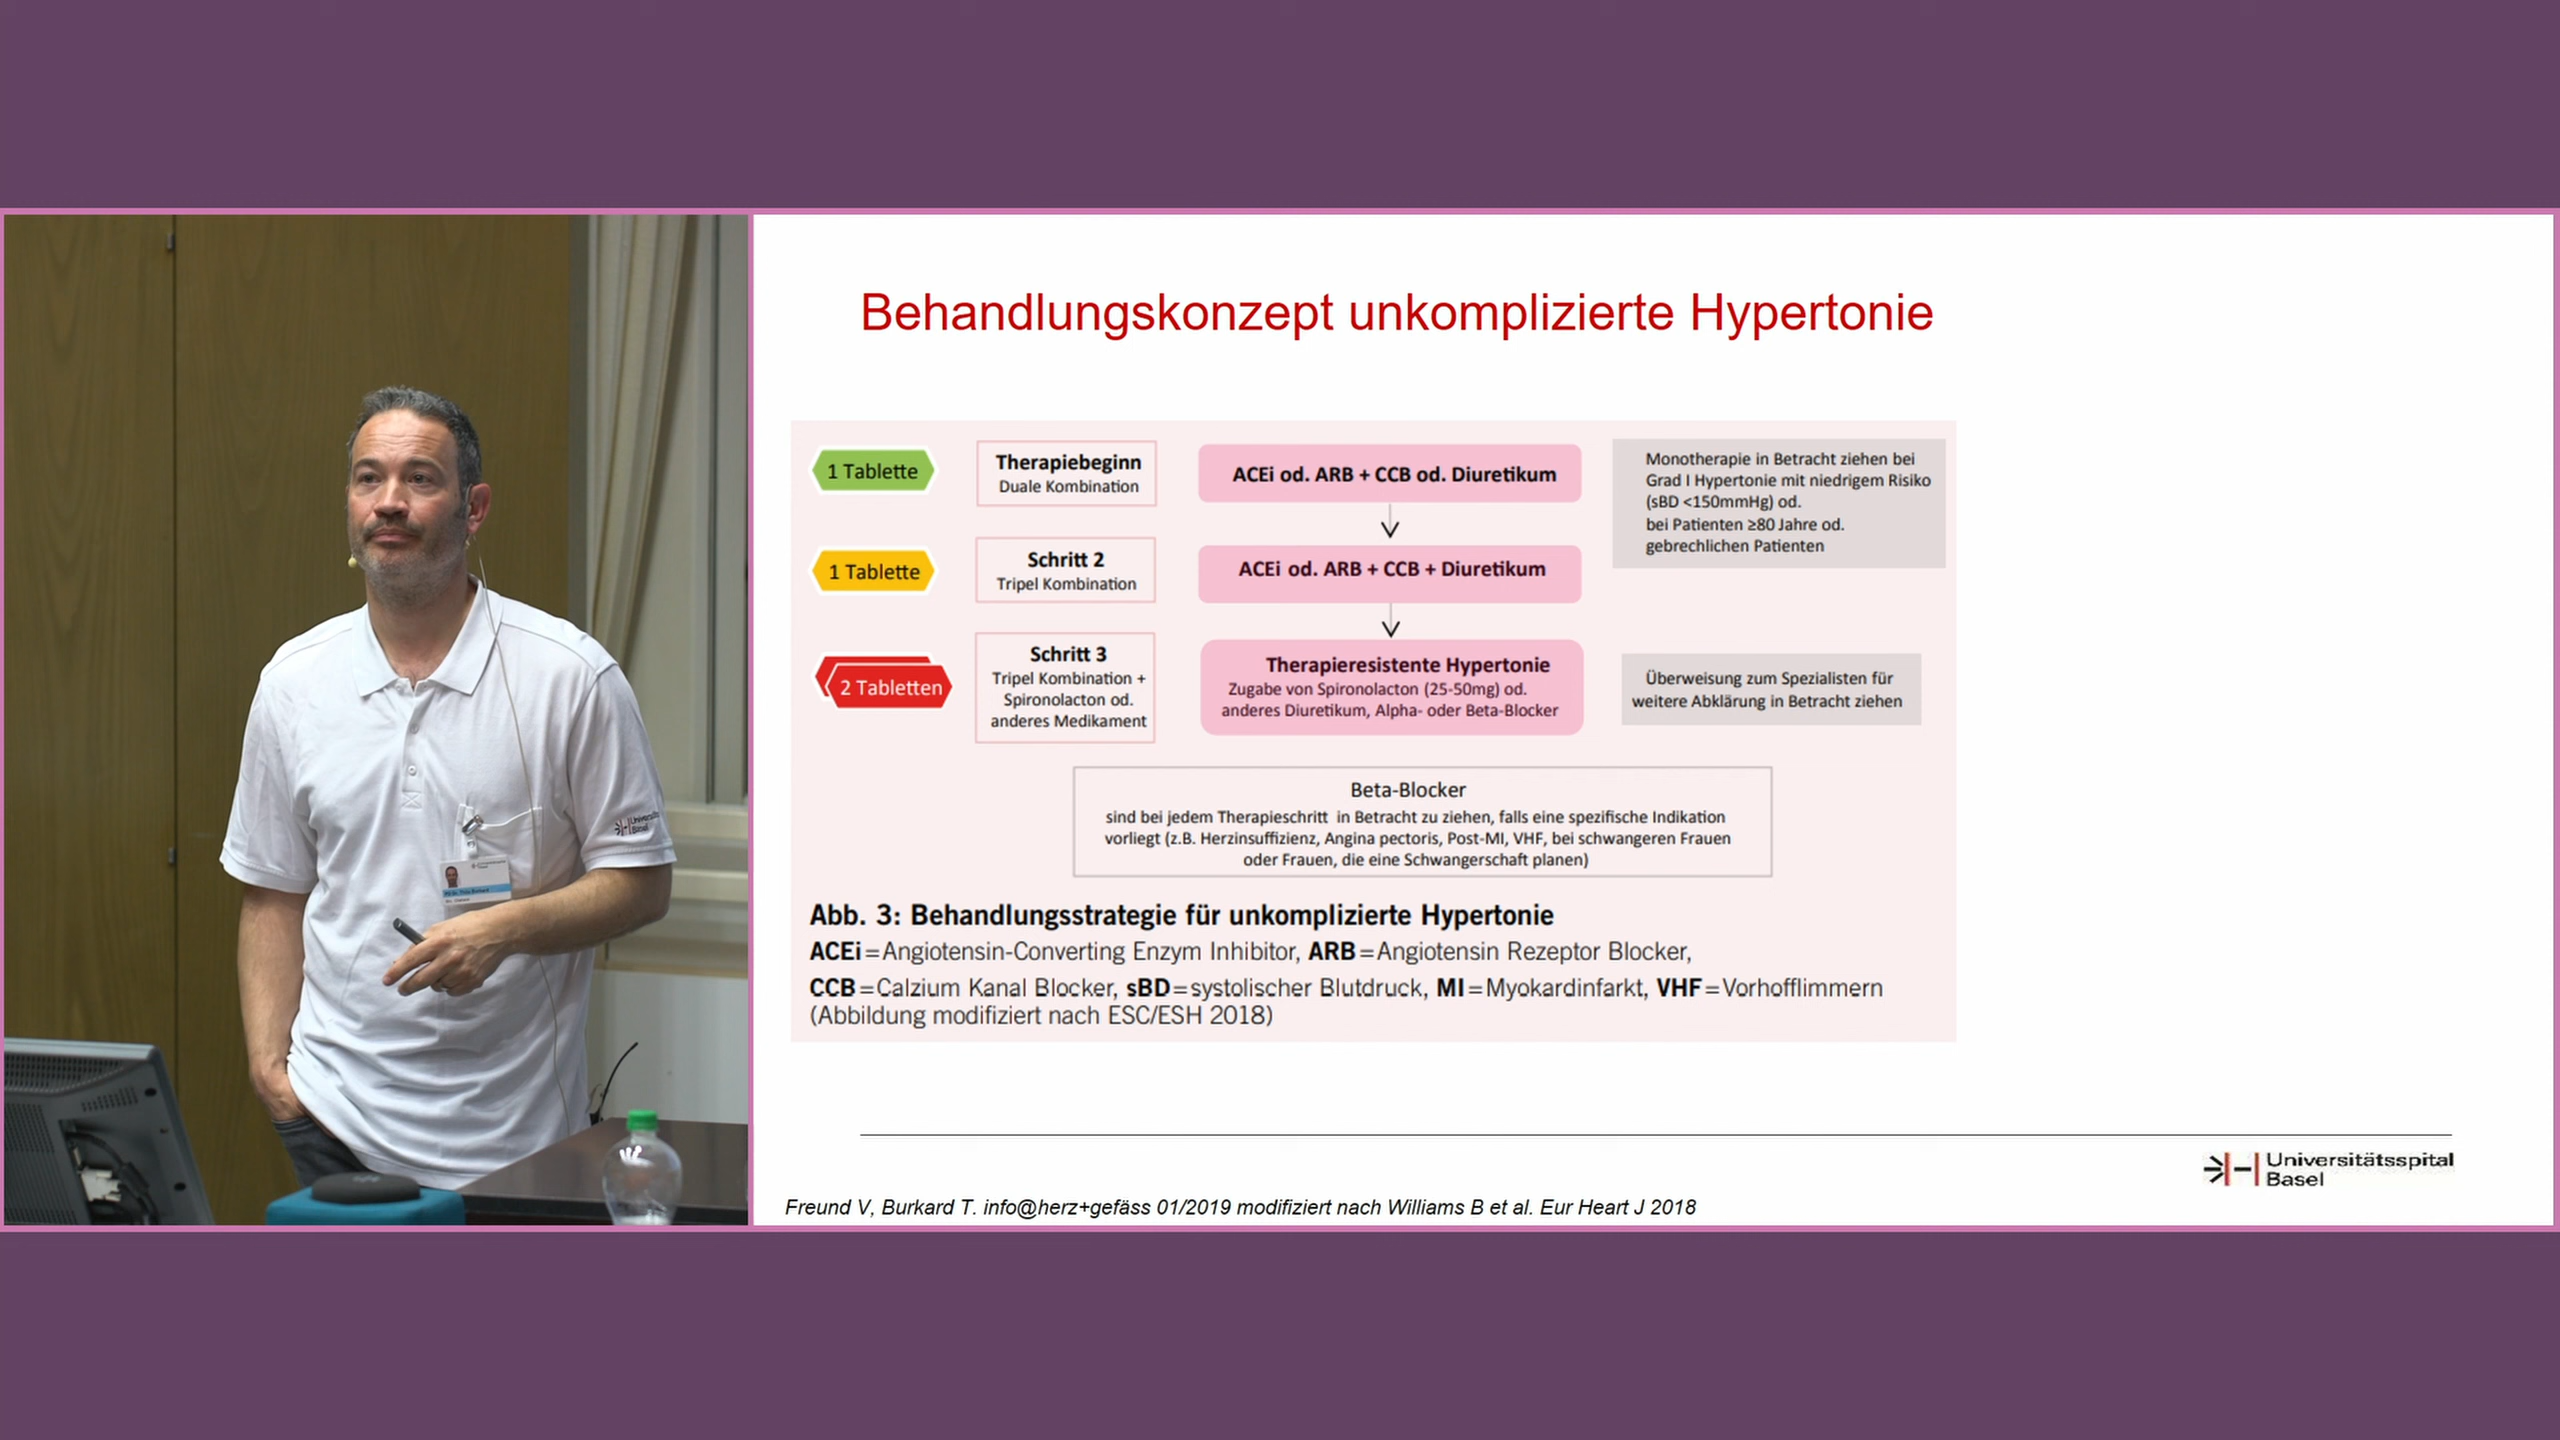 Behandlungskonzept unkomplizierte Hypertonie
1 Tablette
Therapiebeginn
Duale Kombination
ACEi od. ARB + CCB od. Diuretikum
Monotherapie in Betracht ziehen bei
Grad I Hypertonie mit niedrigem Risiko
(sBD <150mmHg) od.
bei Patienten ≥80 Jahre od.
gebrechlichen Patienten
1 Tablette
Schritt 2
Tripel Kombination
ACEi od. ARB + CCB + Diuretikum
2 Tabletten
Schritt 3
Tripel Kombination +
Spironolacton od.
anderes Medikament
Therapieresistente Hypertonie
Zugabe von Spironolacton (25-50mg) od.
anderes Diuretikum, Alpha- oder Beta-Blocker
Überweisung zum Spezialisten für
weitere Abklärung in Betracht ziehen
Beta-Blocker
sind bei jedem Therapieschritt in Betracht zu ziehen, falls eine spezifische Indikation
vorliegt (z.B. Herzinsuffizienz, Angina pectoris, Post-MI, VHF, bei schwangeren Frauen
oder Frauen, die eine Schwangerschaft planen)
Abb. 3: Behandlungsstrategie für unkomplizierte Hypertonie
ACEi=Angiotensin-Converting Enzym Inhibitor, ARB=Angiotensin Rezeptor Blocker,
CCB=Calzium Kanal Blocker, sBD=systolischer Blutdruck, MI=Myokardinfarkt, VHF=Vorhofflimmern
(Abbildung modifiziert nach ESC/ESH 2018)
Universitätsspital
Basel
Freund V, Burkard T. info@herz+gefäss 01/2019 modifiziert nach Williams B et al. Eur Heart J 2018